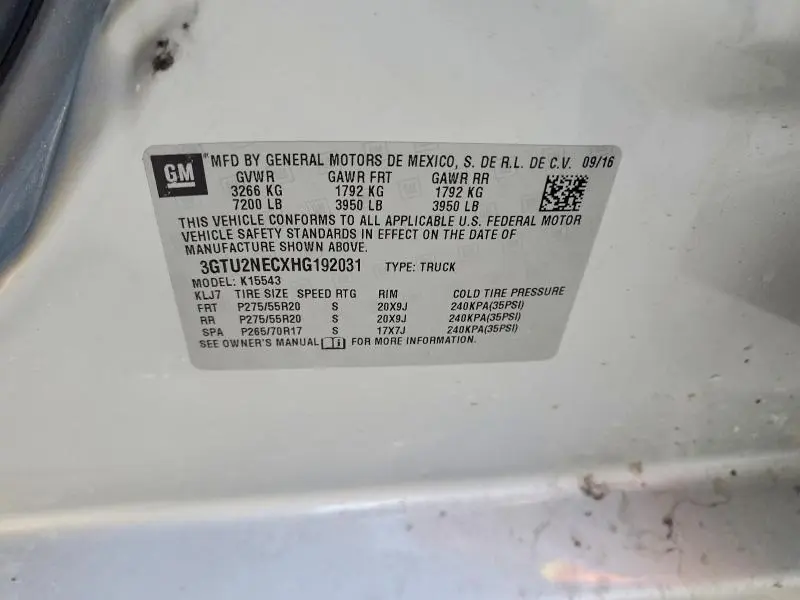 GM MFD BY GENERAL MOTORS DE MEXICO, S. DE R.L. DE C.V. 09/16
GVWR GAWR FRT GAWR RR
3266 KG 1792 KG 1792 KG
7200 LB 3950 LB 3950 LB
THIS VEHICLE CONFORMS TO ALL APPLICABLE U.S. FEDERAL MOTOR
VEHICLE SAFETY STANDARDS IN EFFECT ON THE DATE OF
MANUFACTURE SHOWN ABOVE.
3GTU2NECXHG192031 TYPE: TRUCK
MODEL: K15543
KLJ7 TIRE SIZE SPEED RTG RIM COLD TIRE PRESSURE
FRT P275/55R20 S 20X9J 240KPA(35PSI)
RR P275/55R20 S 20X9J 240KPA(35PSI)
SPA P265/70R17 S 17X7J 240KPA(35PSI)
SEE OWNER'S MANUAL FOR MORE INFORMATION.